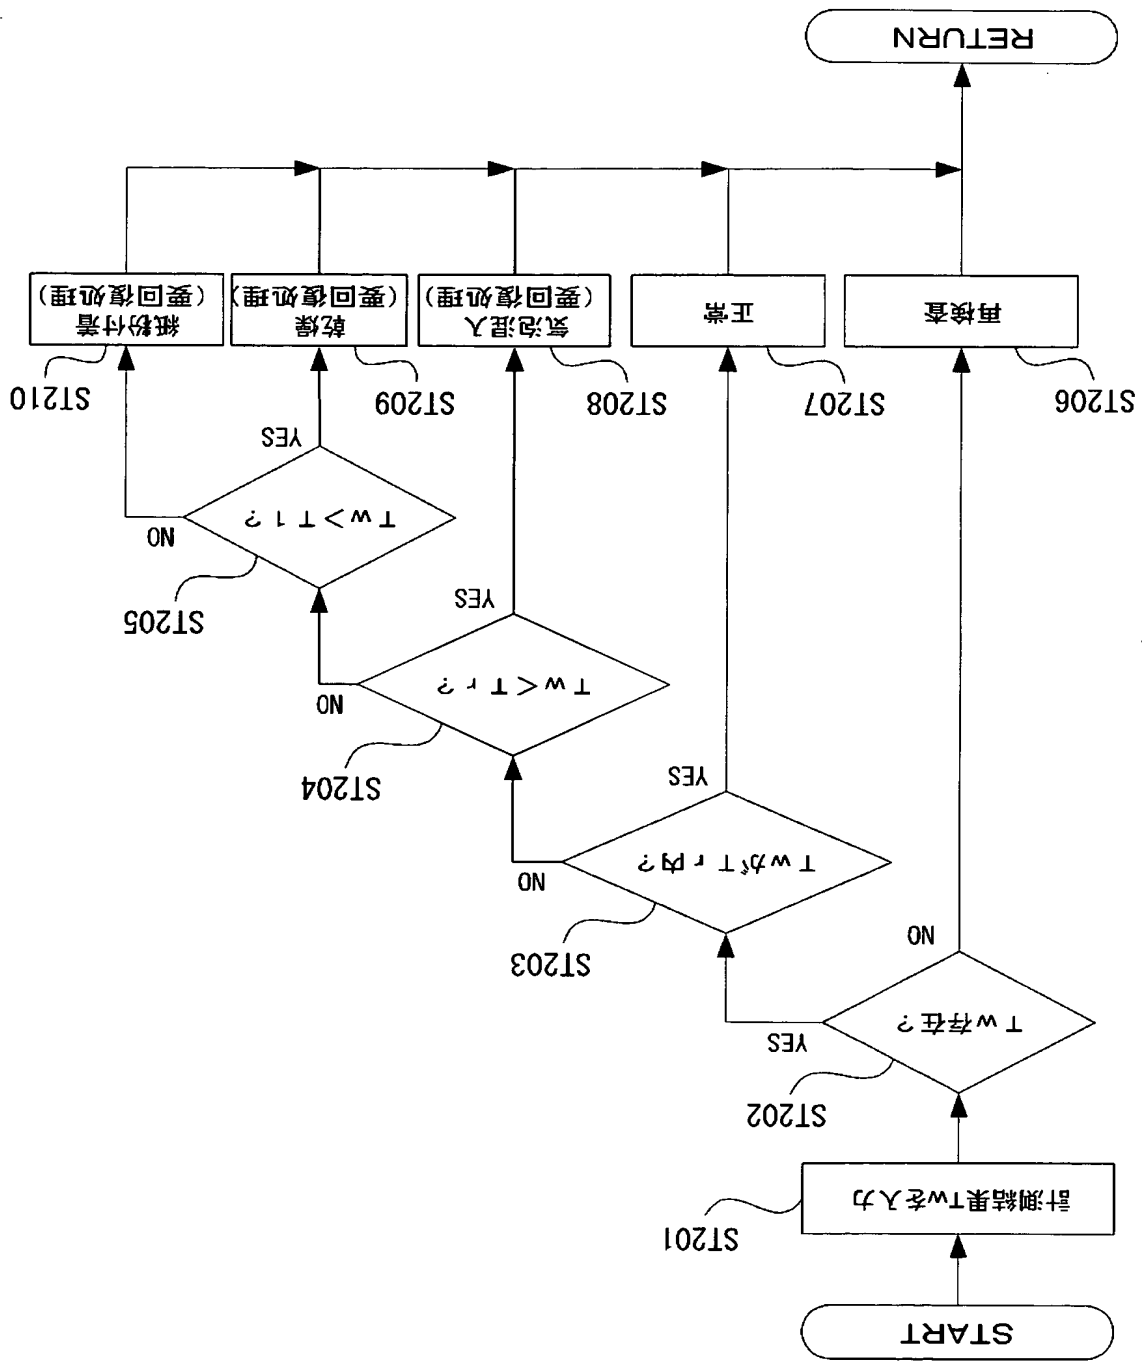 START
計測結果Twを入力
ST201
Tw存在？
ST202
YES
NO
TwがTr内？
ST203
NO
YES
Tw＜Tr？
ST204
NO
YES
Tw＞T1？
ST205
NO
YES
再検査
ST206
正常
ST207
気泡混入
（要回復処理）
ST208
乾燥
（要回復処理）
ST209
紙粉付着
（要回復処理）
ST210
RETURN